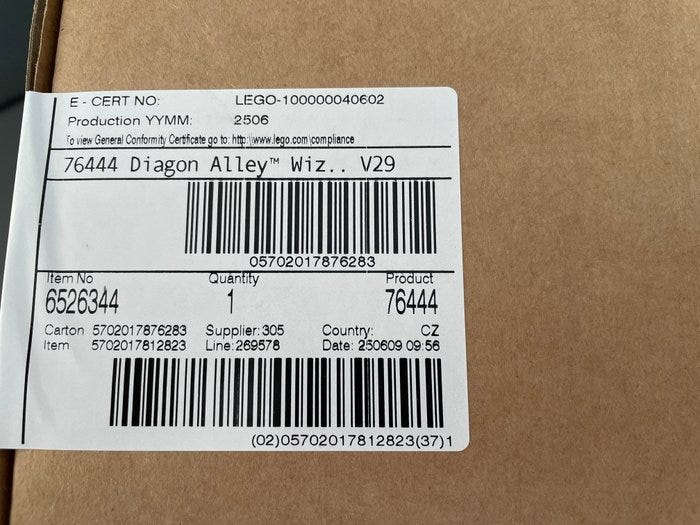 E - CERT NO: LEGO-100000040602
Production YYMM: 2506
To view General Conformity Certificate go to: http:\\www.lego.com\compliance
76444 Diagon Alley™ Wiz.. V29
05702017876283
Item No Quantity Product
6526344 1 76444
Carton 5702017876283 Supplier: 305 Country: CZ
Item 5702017812823 Line: 269578 Date: 250609 09:56
(02)05702017812823(37)1